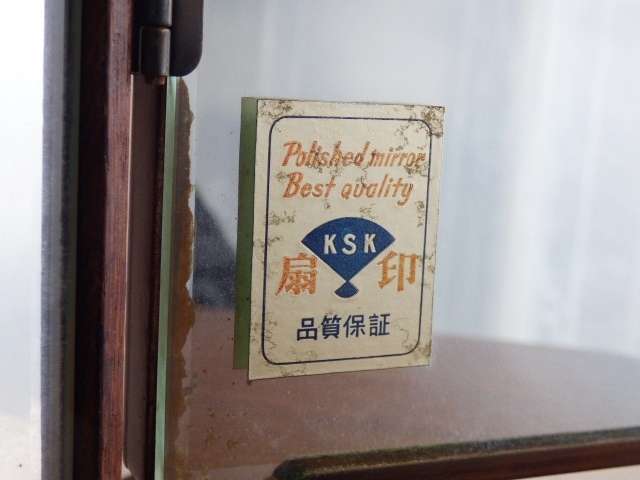 Polished mirror
Best quality
KSK
扇印
品質保証